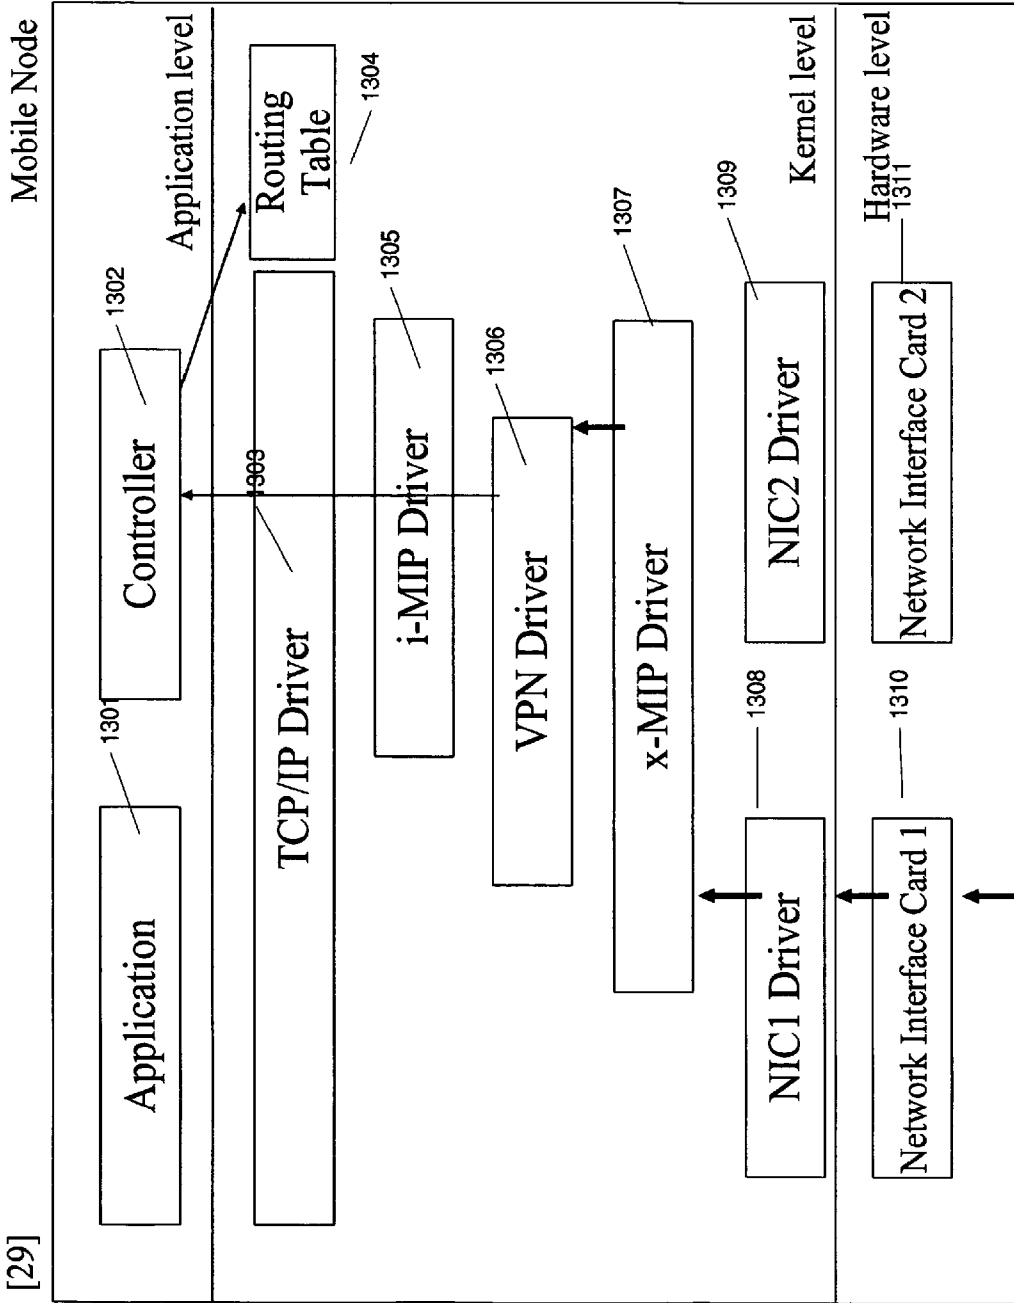 [29]
Mobile Node
Application level
1301
1302
Application
Controller
1303
Routing
Table
1304
TCP/IP Driver
1305
i-MIP Driver
1306
VPN Driver
1307
x-MIP Driver
1308
1309
NIC1 Driver
NIC2 Driver
Kernel level
Hardware level
1310
1311
Network Interface Card 1
Network Interface Card 2